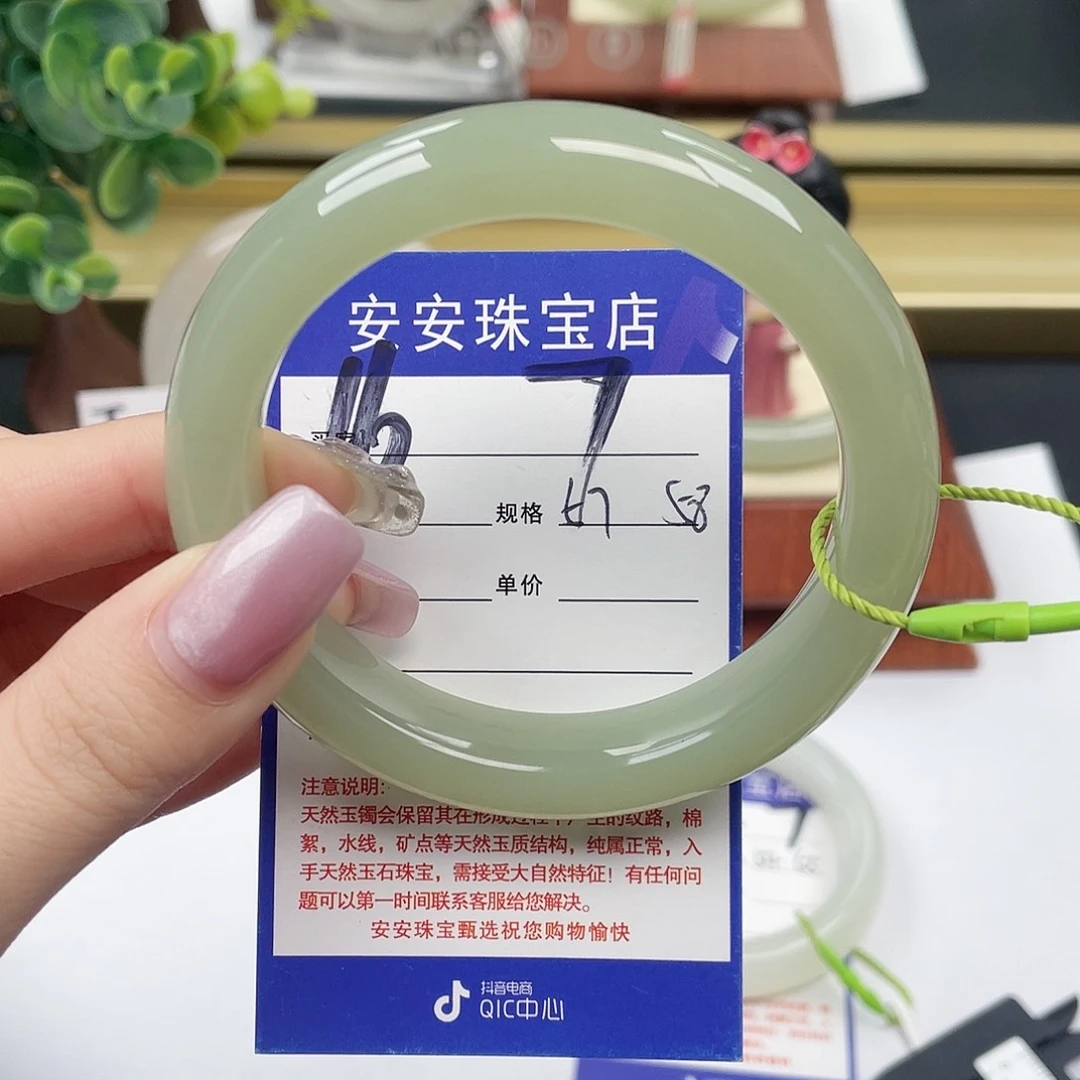 安安珠宝店
16 7
规格 67 58
单价
注意说明:
天然玉镯会保留其在形成过程中产生的纹路，棉
絮，水线，矿点等天然玉质结构，纯属正常，入
手天然玉石珠宝，需接受大自然特征！有任何问
题可以第一时间联系客服给您解决。
安安珠宝甄选祝您购物愉快
抖音电商
QIC中心